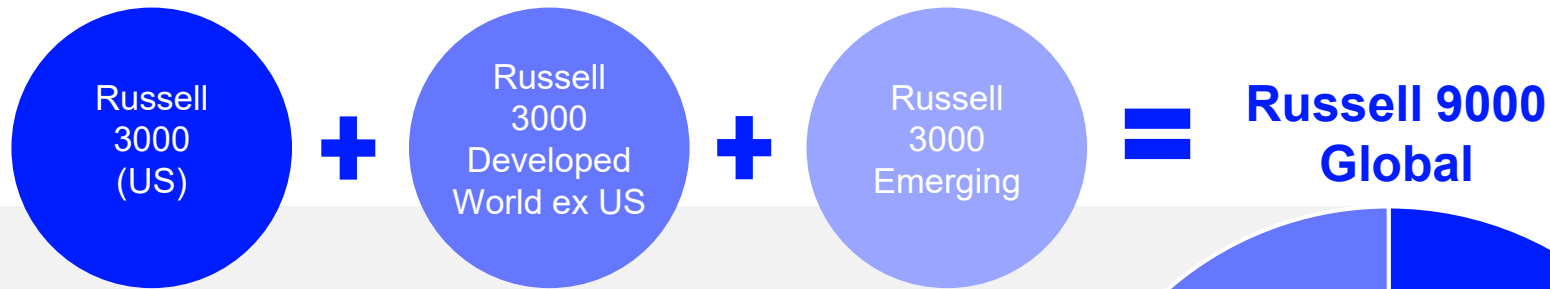 Russell
3000
(US)
+
Russell
3000
Developed
World ex US
+
Russell
3000
Emerging
=
Russell 9000
Global